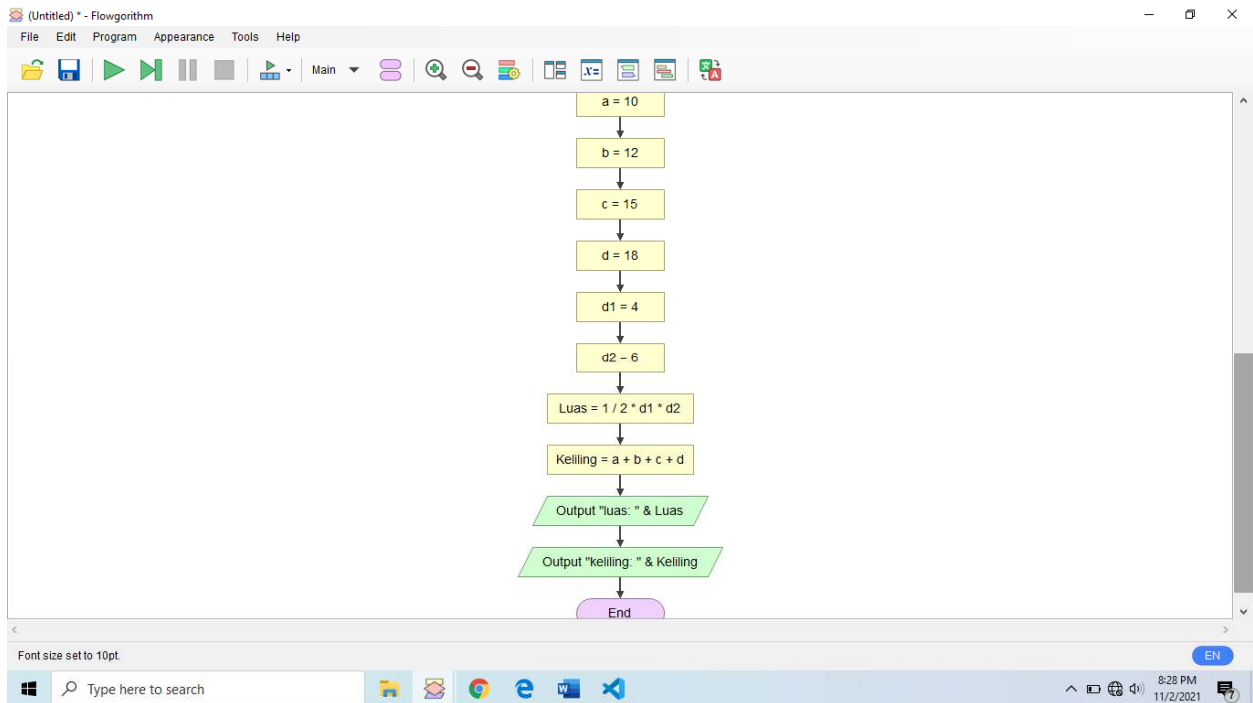 (Untitled) * - Flowgorithm
File Edit Program Appearance Tools Help
Main
x=
a = 10
b = 12
c = 15
d = 18
d1 = 4
d2 – 6
Luas = 1 / 2 * d1 * d2
Keliling = a + b + c + d
Output "luas: " & Luas
Output "keliling: " & Keliling
End
Font size set to 10pt.
EN
Type here to search
8:28 PM
11/2/2021
7